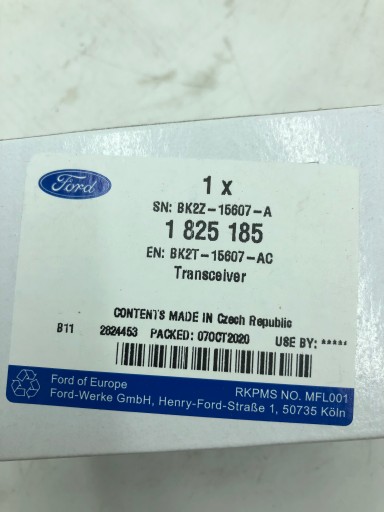 Ford
1 x
SN: BK2Z-15607-A
1 825 185
EN: BK2T-15607-AC
Transceiver
CONTENTS MADE IN Czech Republic
B11 2824453 PACKED: 07OCT2020 USE BY: *****
Ford of Europe RKPMS NO. MFL001
Ford-Werke GmbH, Henry-Ford-Straße 1, 50735 Köln